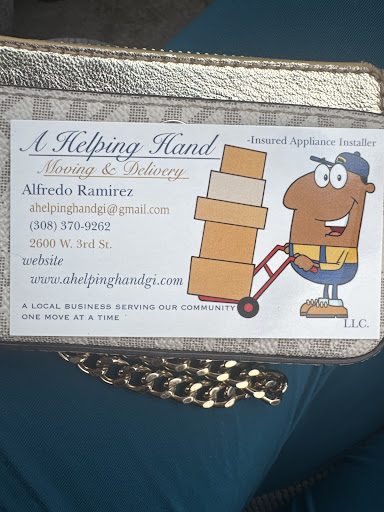 A Helping Hand
-Insured Appliance Installer
Moving & Delivery
Alfredo Ramirez
ahelpinghandgi@gmail.com
(308) 370-9262
2600 W. 3rd St.
website
www.ahelpinghandgi.com
A LOCAL BUSINESS SERVING OUR COMMUNITY
ONE MOVE AT A TIME
LLC.